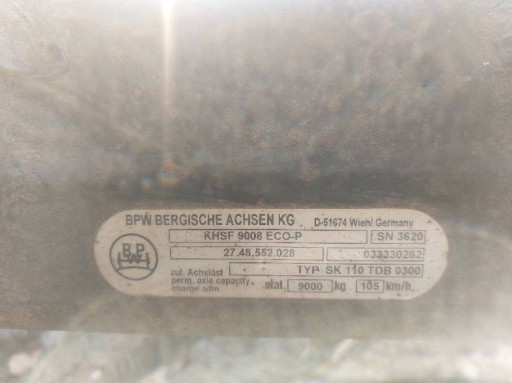 BPW BERGISCHE ACHSEN KG D-51674 Wiehl Germany
KHSF 9008 ECO-P SN 3620
BPW 27.48.552.028 033330282
zul. Achslast TYP SK 110 TDB 0300
perm. axle capacity stat. 9000 kg 105 km/h.
charge adm.